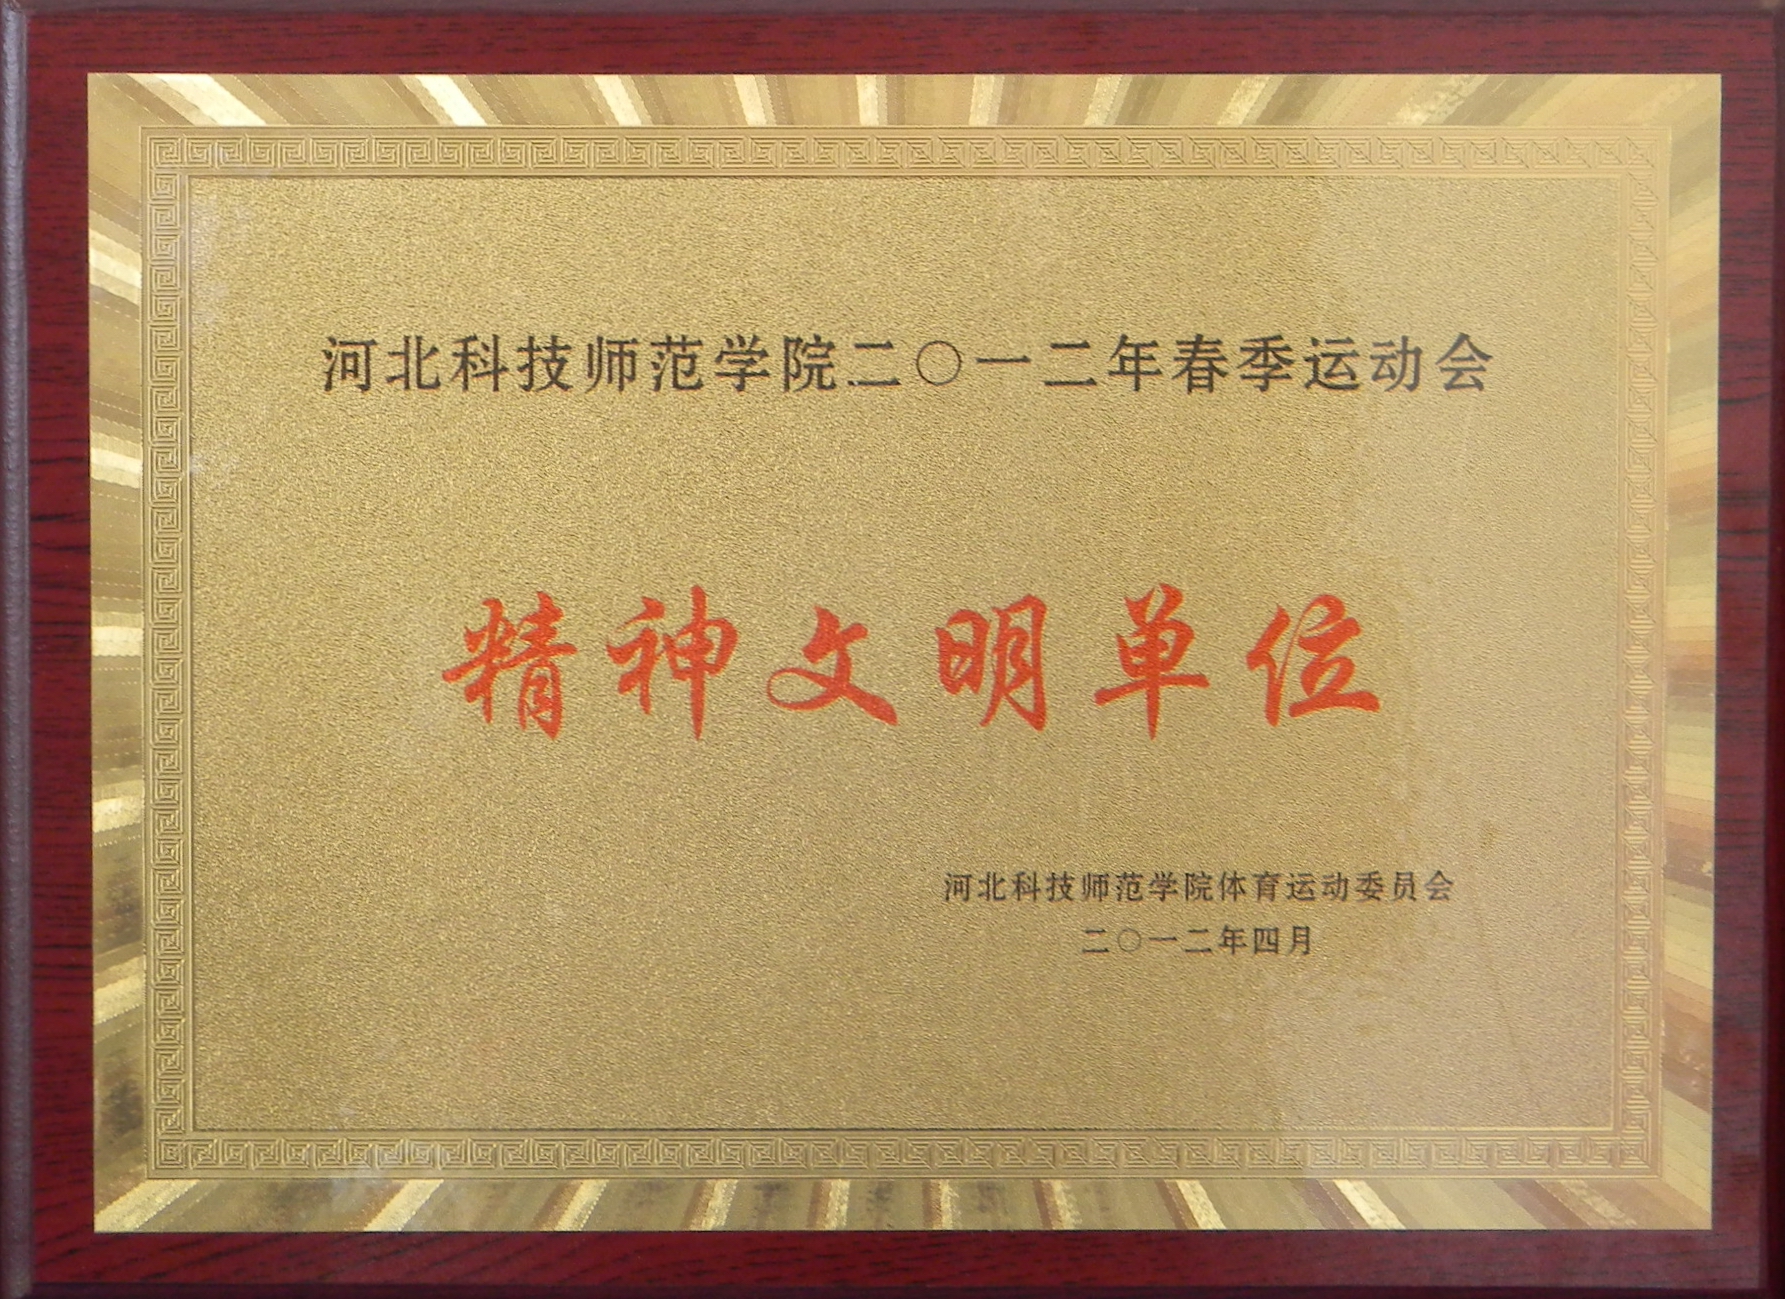 河北科技师范学院二〇一二年春季运动会
精神文明单位
河北科技师范学院体育运动委员会
二〇一二年四月